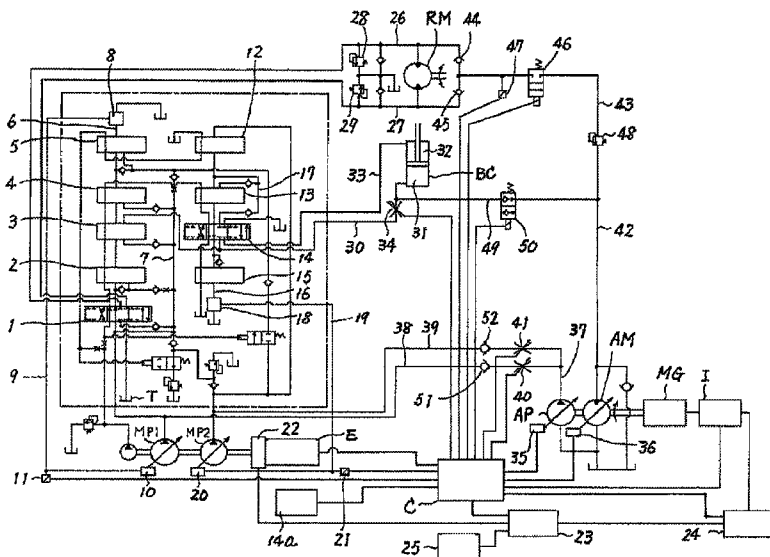 28 26 RM 44
46
8 12 47
6 29 27 45 43
5 32 48
33 BC
4 17
13 31 49
3 34 50 42
7 14 30
2 15
16
1 18 19 38 39 52 41 37 AM
9 T 51 40 MG I
MP1 MP2 22 E AP
35 36
11 10 20 21 C
14a 25 23 24